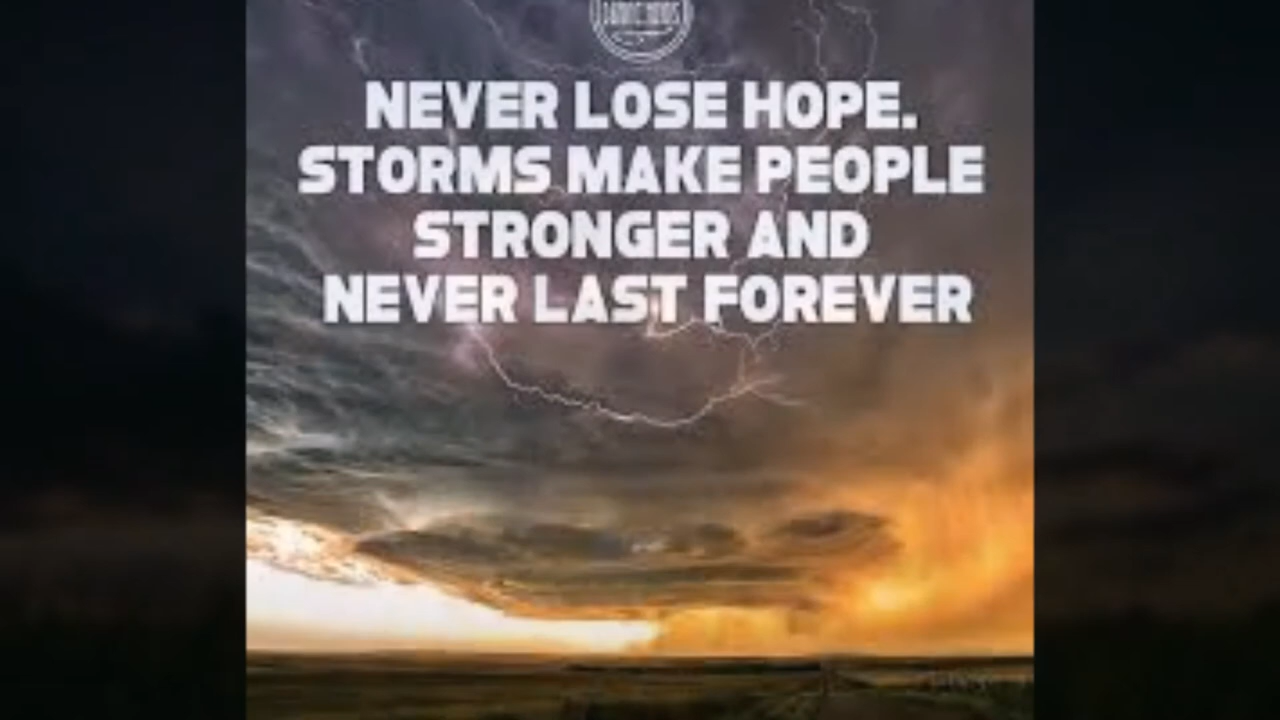 NEVER LOSE HOPE.
STORMS MAKE PEOPLE
STRONGER AND
NEVER LAST FOREVER